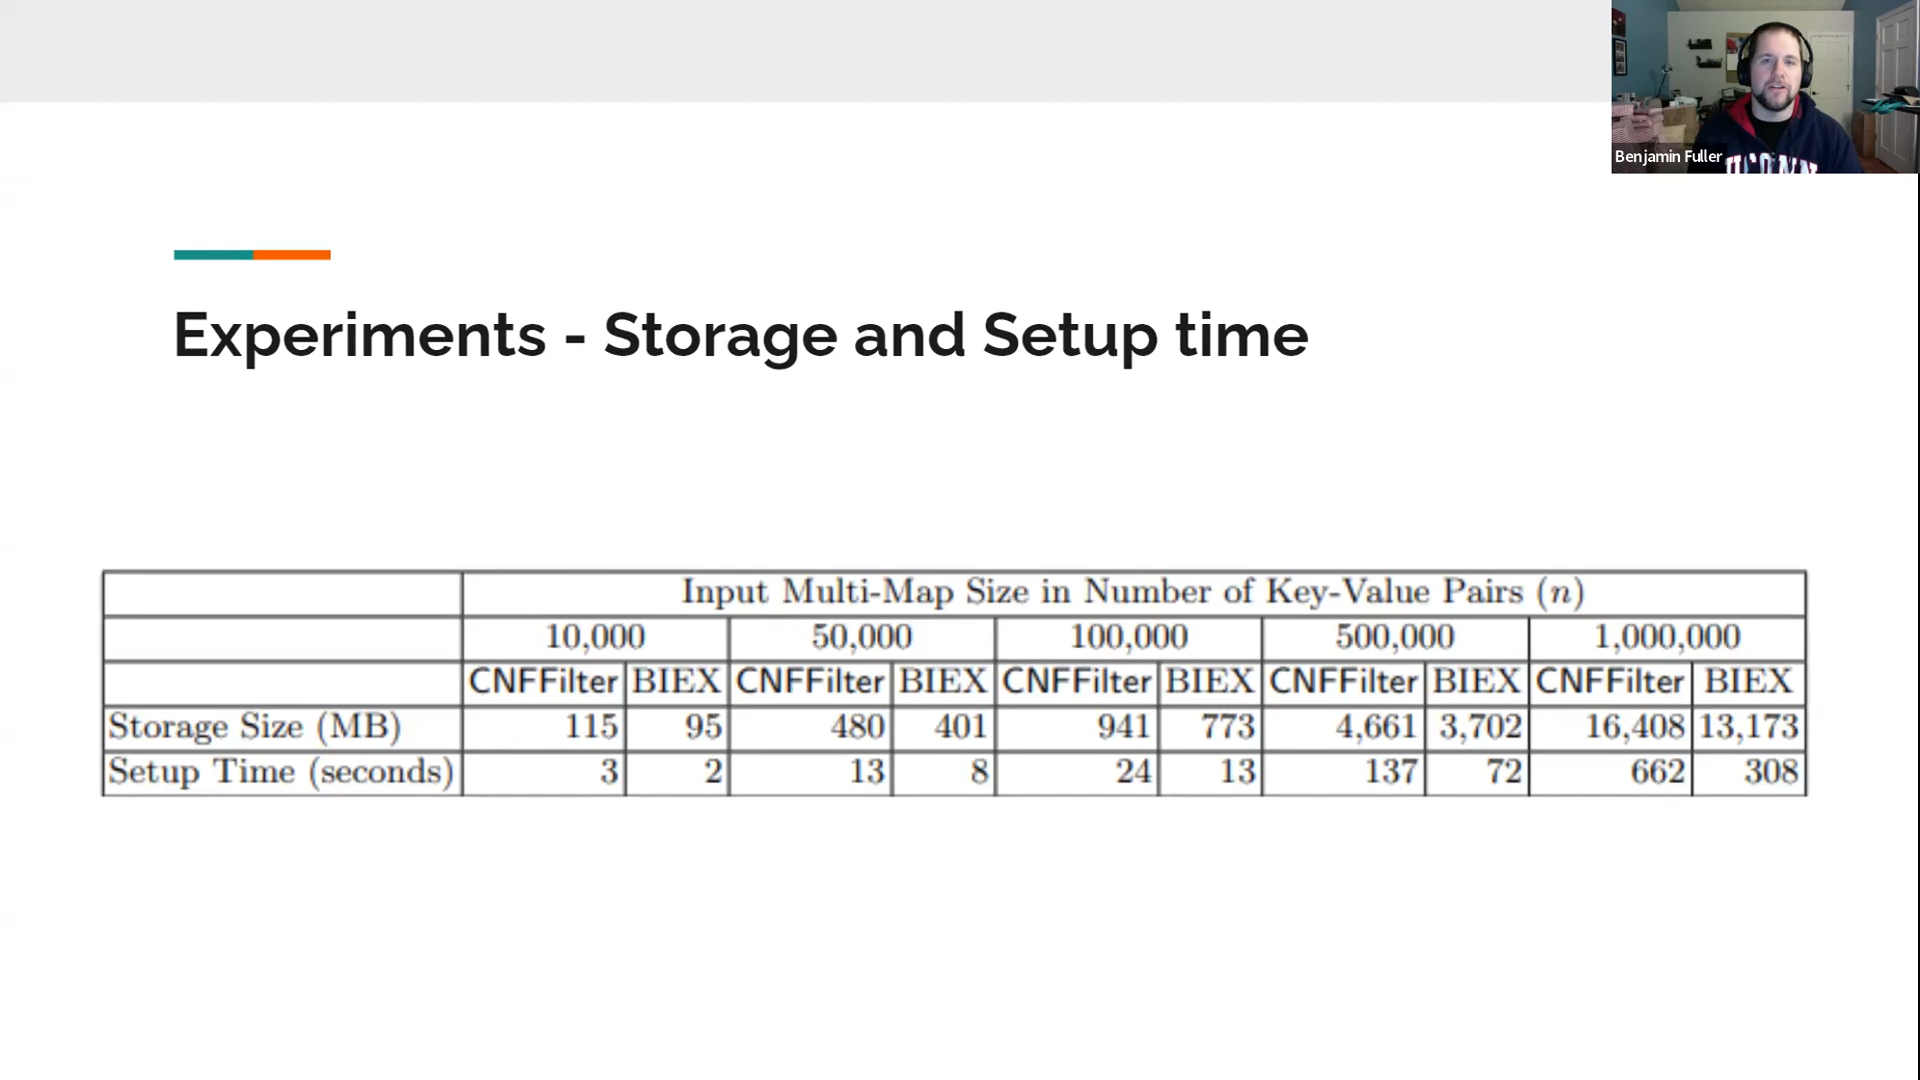 Benjamin Fuller
UCONN
Experiments - Storage and Setup time
Input Multi-Map Size in Number of Key-Value Pairs (n)
10,000 50,000 100,000 500,000 1,000,000
CNFFilter BIEX CNFFilter BIEX CNFFilter BIEX CNFFilter BIEX CNFFilter BIEX
Storage Size (MB) 115 95 480 401 941 773 4,661 3,702 16,408 13,173
Setup Time (seconds) 3 2 13 8 24 13 137 72 662 308